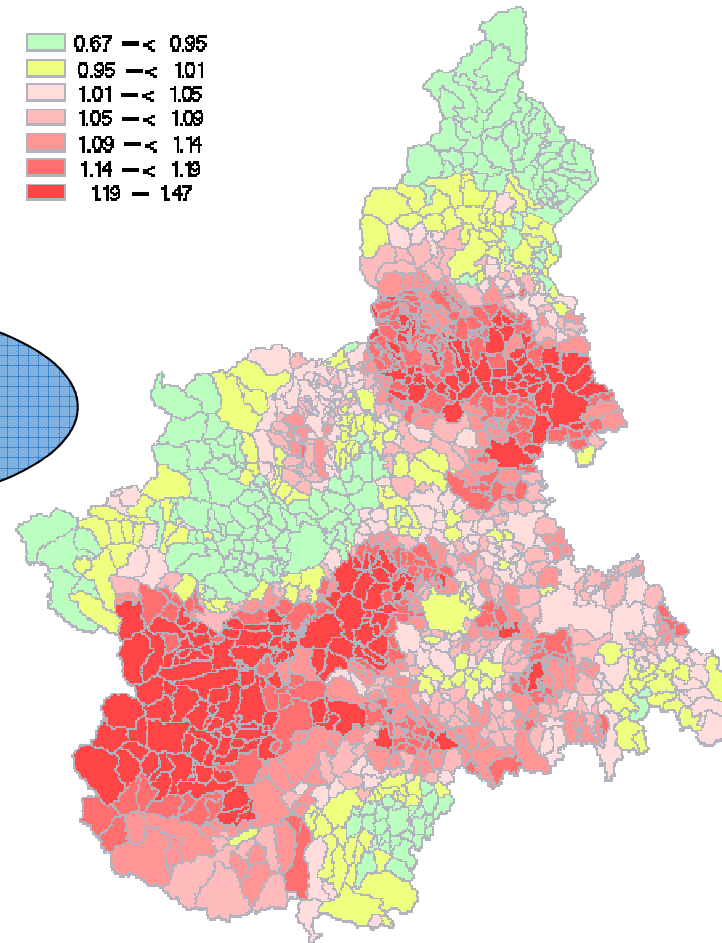 0.67 – < 0.95
0.95 – < 1.01
1.01 – < 1.05
1.05 – < 1.09
1.09 – < 1.14
1.14 – < 1.19
1.19 – 1.47